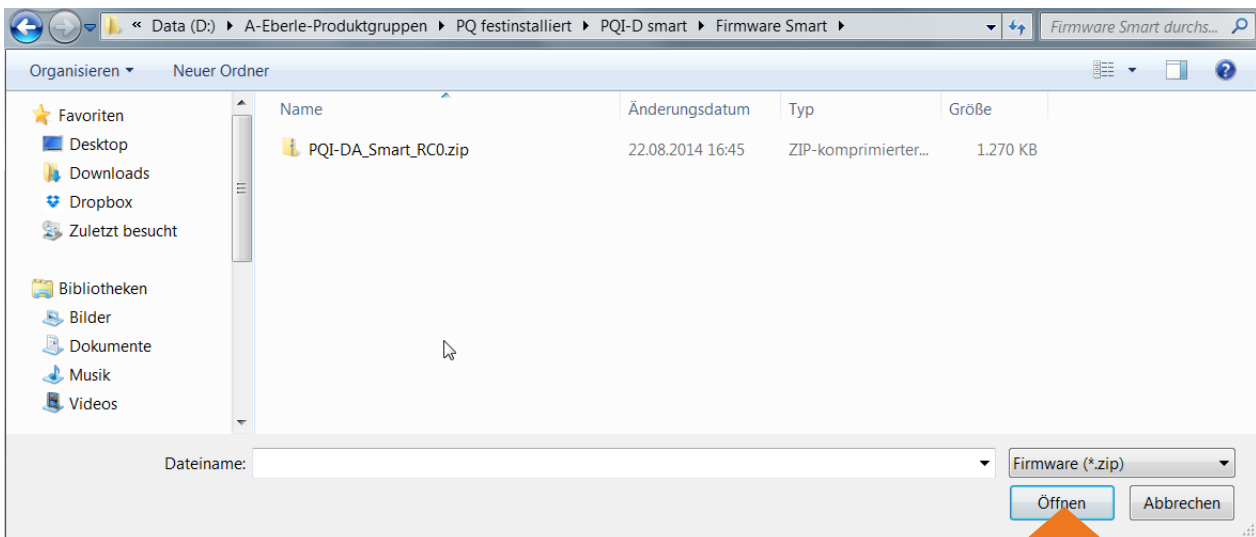 « Data (D:) ▸ A-Eberle-Produktgruppen ▸ PQ festinstalliert ▸ PQI-D smart ▸ Firmware Smart ▸
Firmware Smart durchs...
Organisieren
Neuer Ordner
Name
Änderungsdatum
Typ
Größe
PQI-DA_Smart_RC0.zip
22.08.2014 16:45
ZIP-komprimierter...
1.270 KB
Favoriten
Desktop
Downloads
Dropbox
Zuletzt besucht
Bibliotheken
Bilder
Dokumente
Musik
Videos
Dateiname:
Firmware (*.zip)
Öffnen
Abbrechen